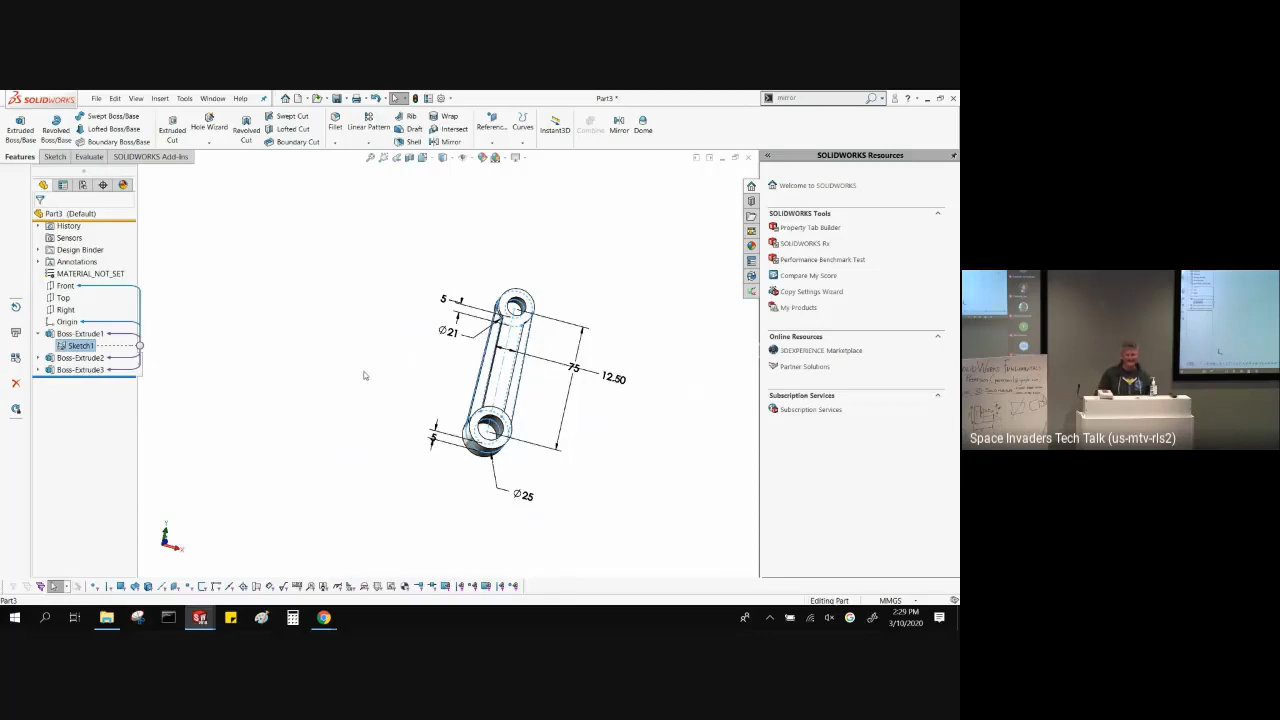 SOLIDWORKS
File Edit View Insert Tools Window Help
Part3 *
mirror
Extruded Boss/Base
Revolved Boss/Base
Swept Boss/Base
Lofted Boss/Base
Boundary Boss/Base
Extruded Cut
Hole Wizard
Revolved Cut
Swept Cut
Lofted Cut
Boundary Cut
Fillet
Linear Pattern
Rib
Draft
Shell
Wrap
Intersect
Mirror
Referenc...
Curves
Instant3D
Combine
Mirror
Dome
Features Sketch Evaluate SOLIDWORKS Add-Ins
Part3 (Default)
History
Sensors
Design Binder
Annotations
MATERIAL_NOT_SET
Front
Top
Right
Origin
Boss-Extrude1
Sketch1
Boss-Extrude2
Boss-Extrude3
5
Ø21
75
12.50
5
Ø25
Y
X
SOLIDWORKS Resources
Welcome to SOLIDWORKS
SOLIDWORKS Tools
Property Tab Builder
SOLIDWORKS Rx
Performance Benchmark Test
Compare My Score
Copy Settings Wizard
My Products
Online Resources
3DEXPERIENCE Marketplace
Partner Solutions
Subscription Services
Subscription Services
Part3
Editing Part
MMGS
2:29 PM
3/10/2020
SOLIDWORKS FUNDAMENTALS
Space Invaders Tech Talk (us-mtv-rls2)